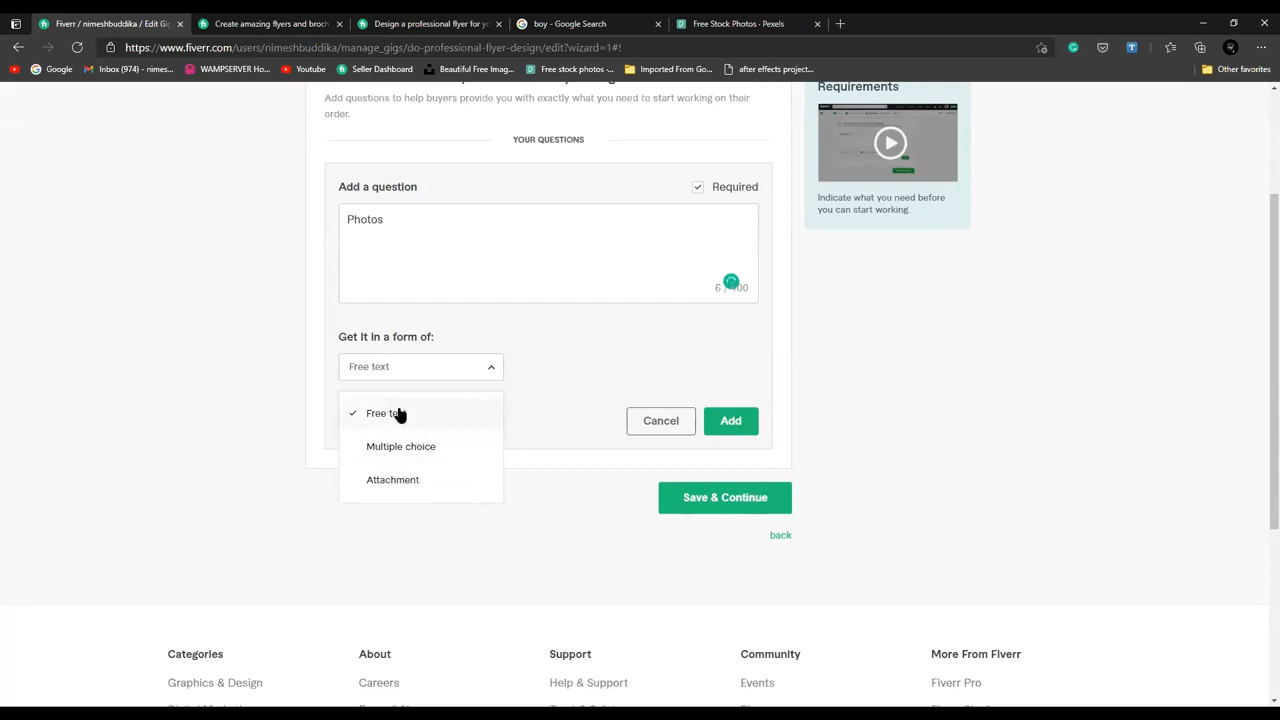 Fiverr / nimeshbuddika / Edit Gig
Create amazing flyers and broch
Design a professional flyer for yo
boy - Google Search
Free Stock Photos - Pexels
https://www.fiverr.com/users/nimeshbuddika/manage_gigs/do-professional-flyer-design/edit?wizard=1#!
Google
Inbox (974) - nimes...
WAMPSERVER Ho...
Youtube
Seller Dashboard
Beautiful Free Imag...
Free stock photos -...
Imported From Go...
after effects projec...
Other favorites
Add questions to help buyers provide you with exactly what you need to start working on their
order.
YOUR QUESTIONS
Add a question
Required
Photos
6 /
Get it in a form of:
Free text
Free
Multiple choice
Attachment
Cancel
Add
Save & Continue
back
Requirements
Indicate what you need before
you can start working.
Categories
About
Support
Community
More From Fiverr
Graphics & Design
Careers
Help & Support
Events
Fiverr Pro